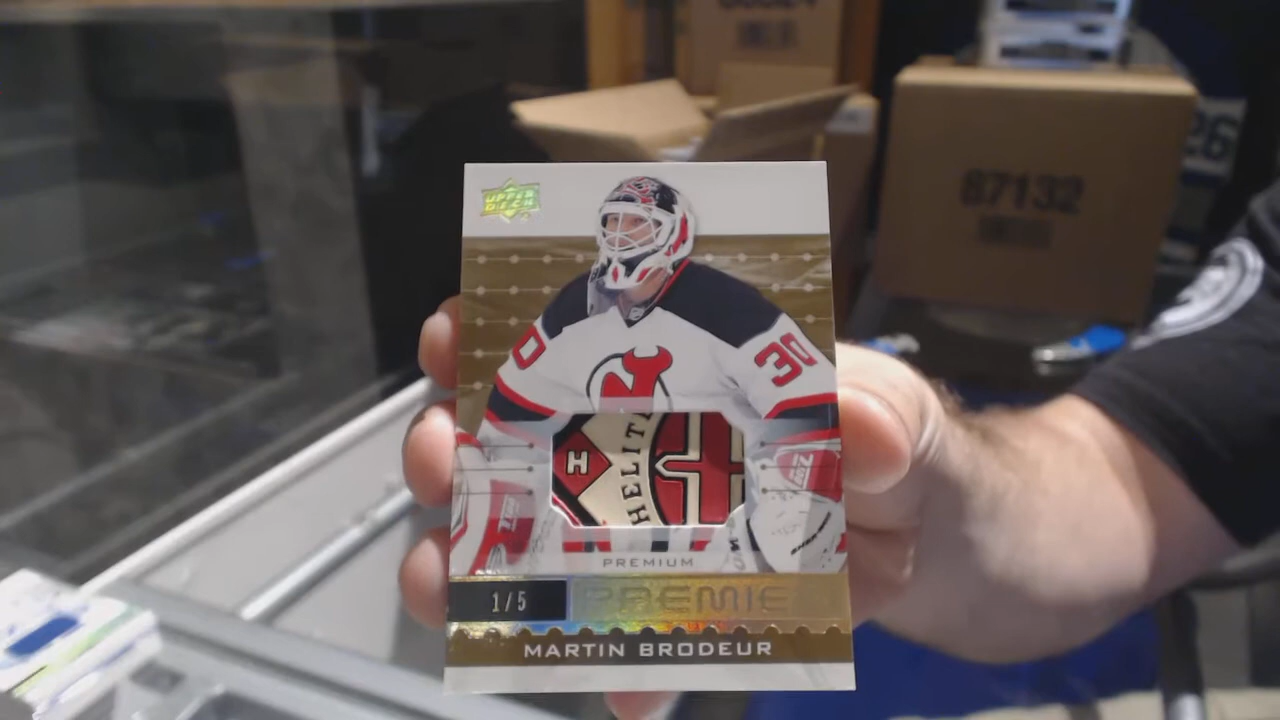 87132
26
UPPER DECK
30
HELIT
H
PREMIUM
1/5
PREMIE
MARTIN BRODEUR